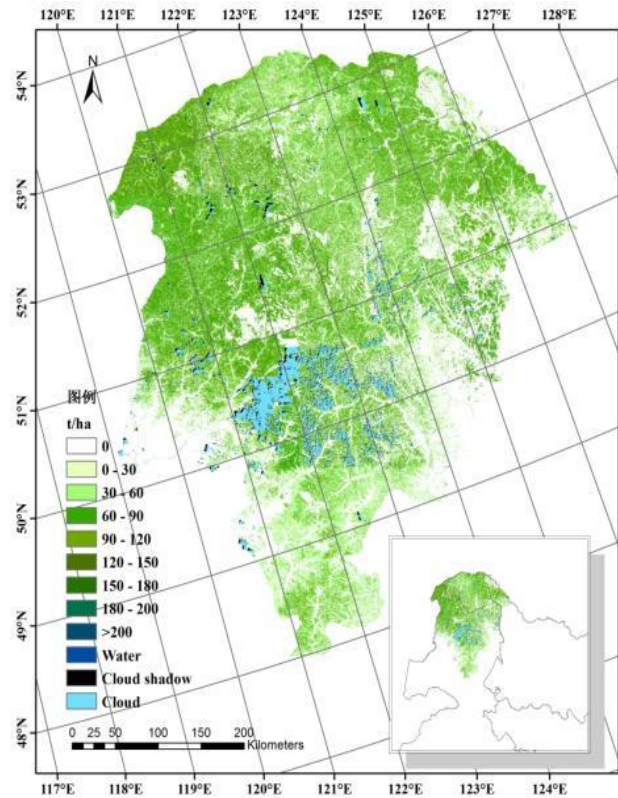 120°E 121°E 122°E 123°E 124°E 125°E 126°E 127°E 128°E
54°N
N
53°N
52°N
51°N
50°N
49°N
48°N
图例
t/ha
0
0 - 30
30 - 60
60 - 90
90 - 120
120 - 150
150 - 180
180 - 200
>200
Water
Cloud shadow
Cloud
0 25 50 100 150 200
Kilometers
117°E 118°E 119°E 120°E 121°E 122°E 123°E 124°E